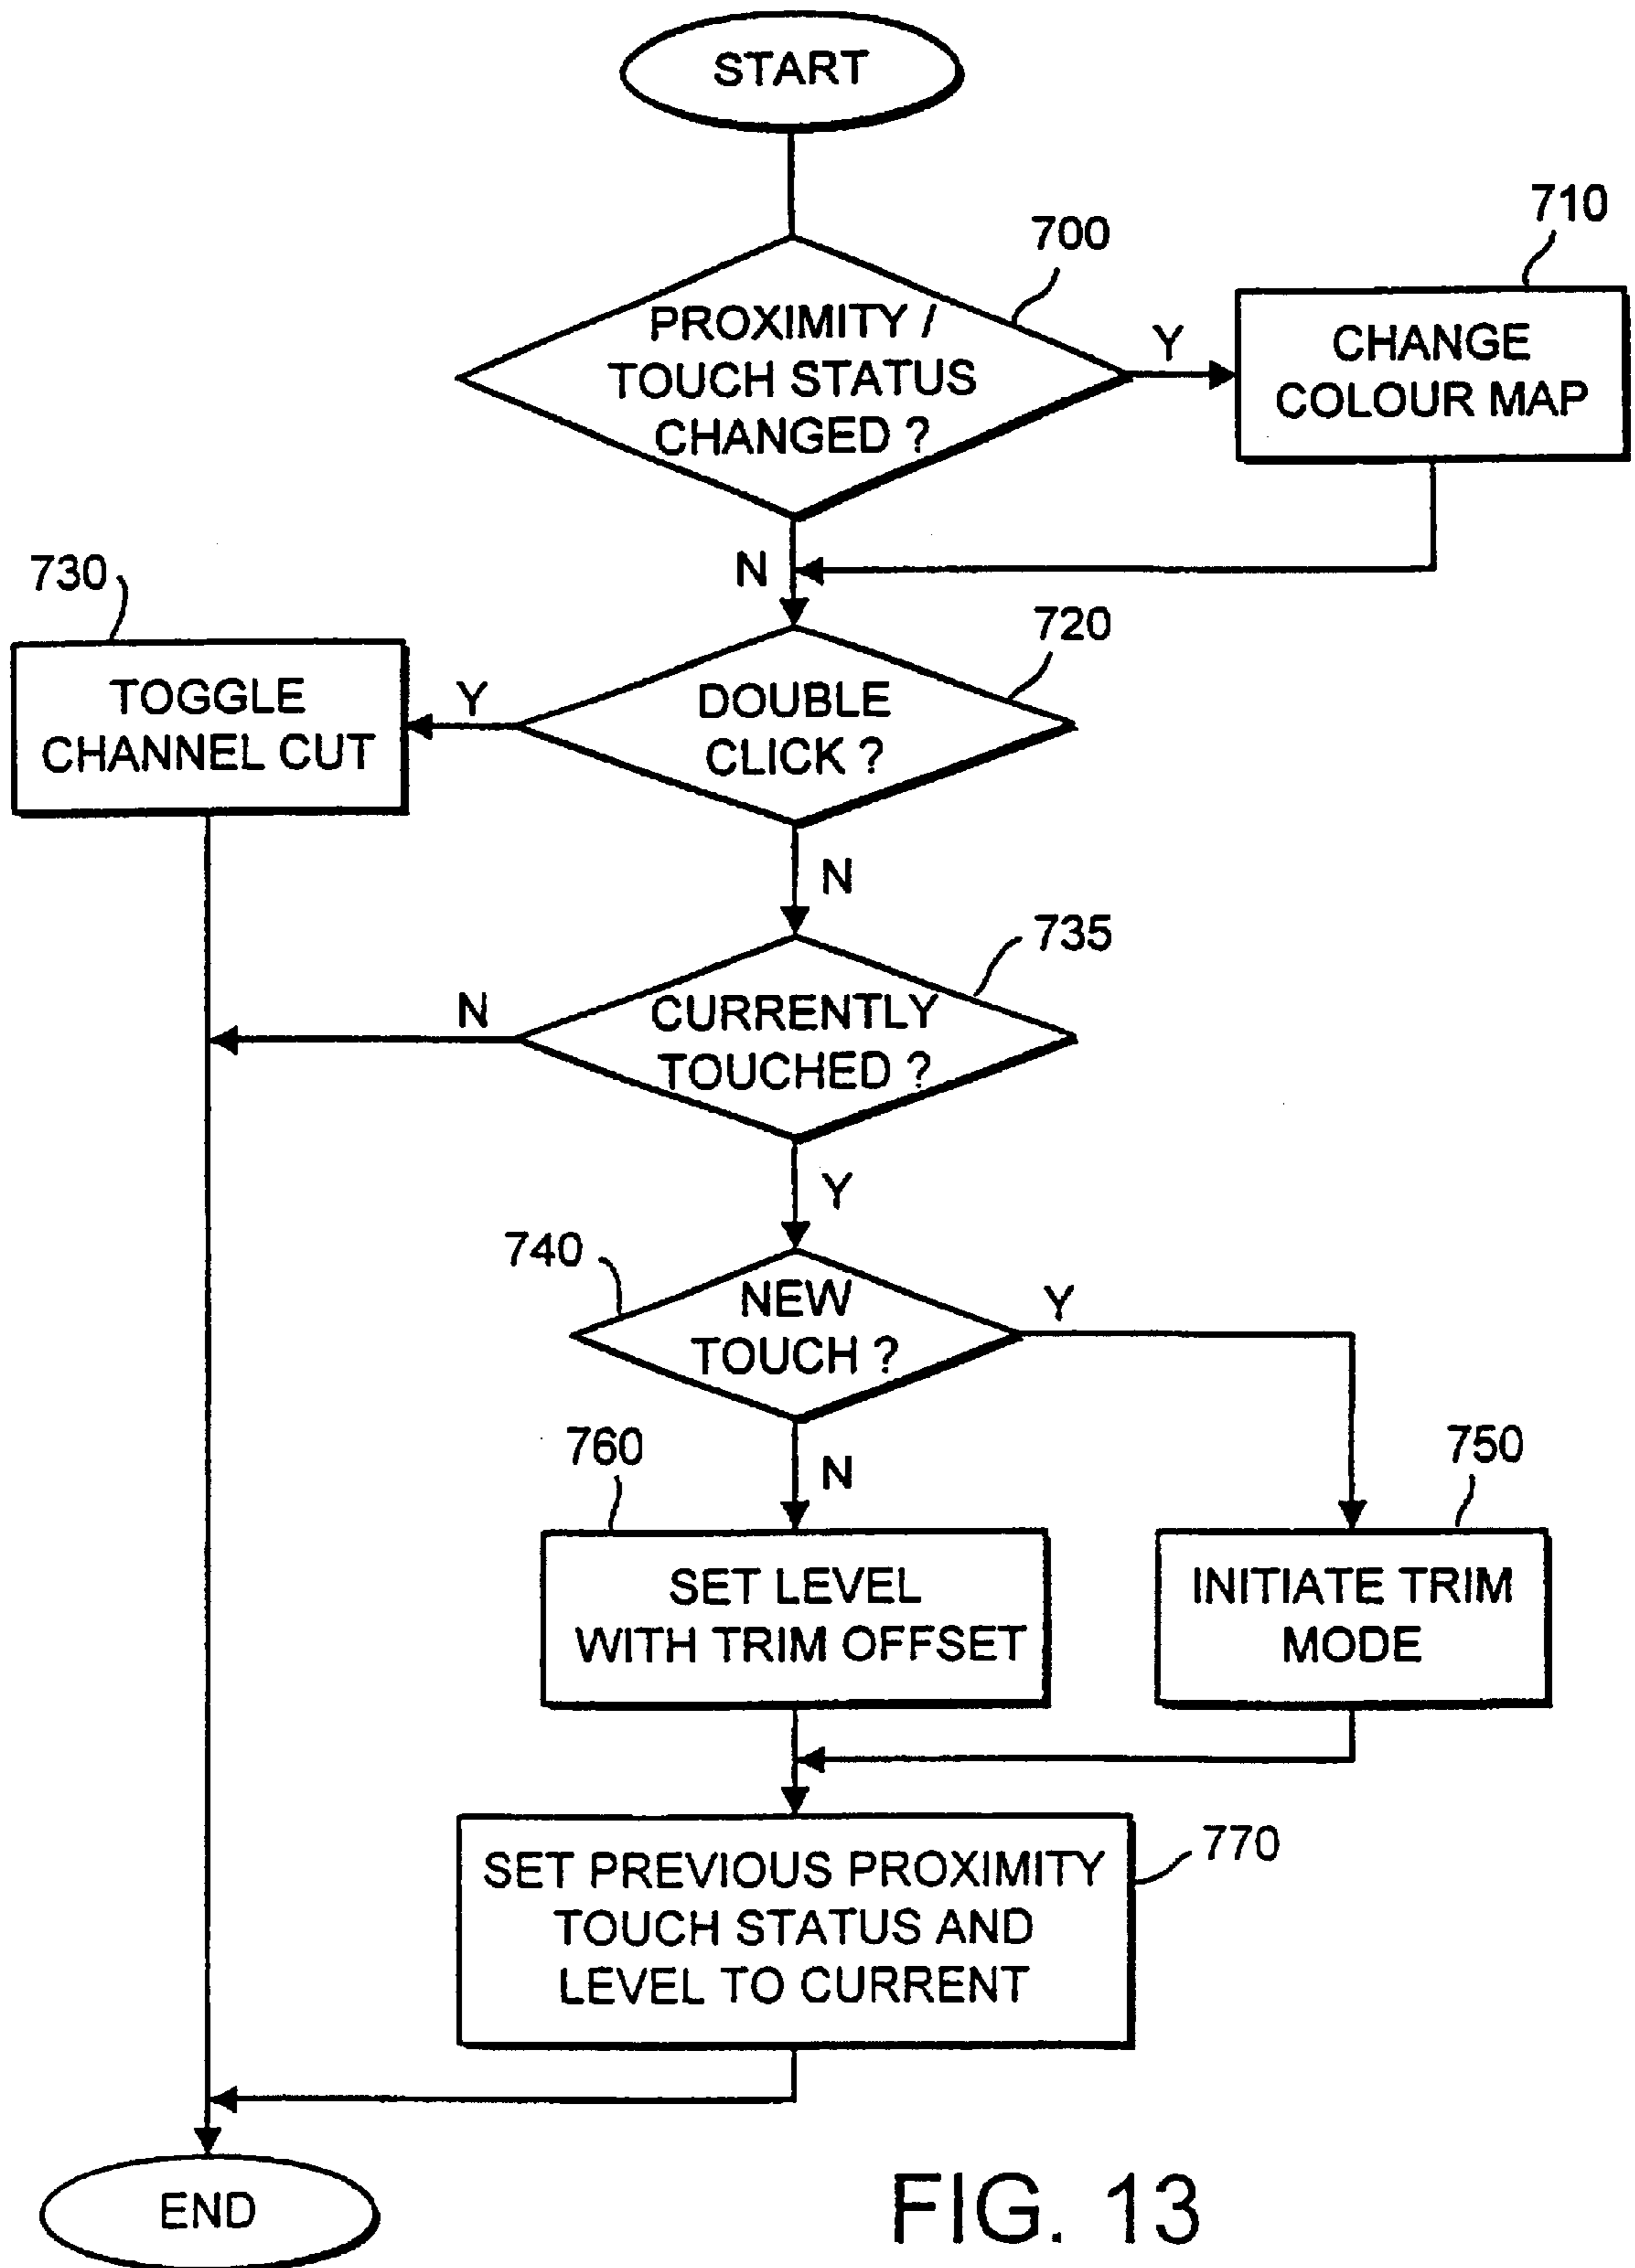 START
700
710
PROXIMITY /
TOUCH STATUS
CHANGED ?
Y
CHANGE
COLOUR MAP
N
730
720
TOGGLE
CHANNEL CUT
Y
DOUBLE
CLICK ?
N
735
N
CURRENTLY
TOUCHED ?
Y
740
NEW
TOUCH ?
Y
760
N
750
SET LEVEL
WITH TRIM OFFSET
INITIATE TRIM
MODE
770
SET PREVIOUS PROXIMITY
TOUCH STATUS AND
LEVEL TO CURRENT
END
FIG. 13